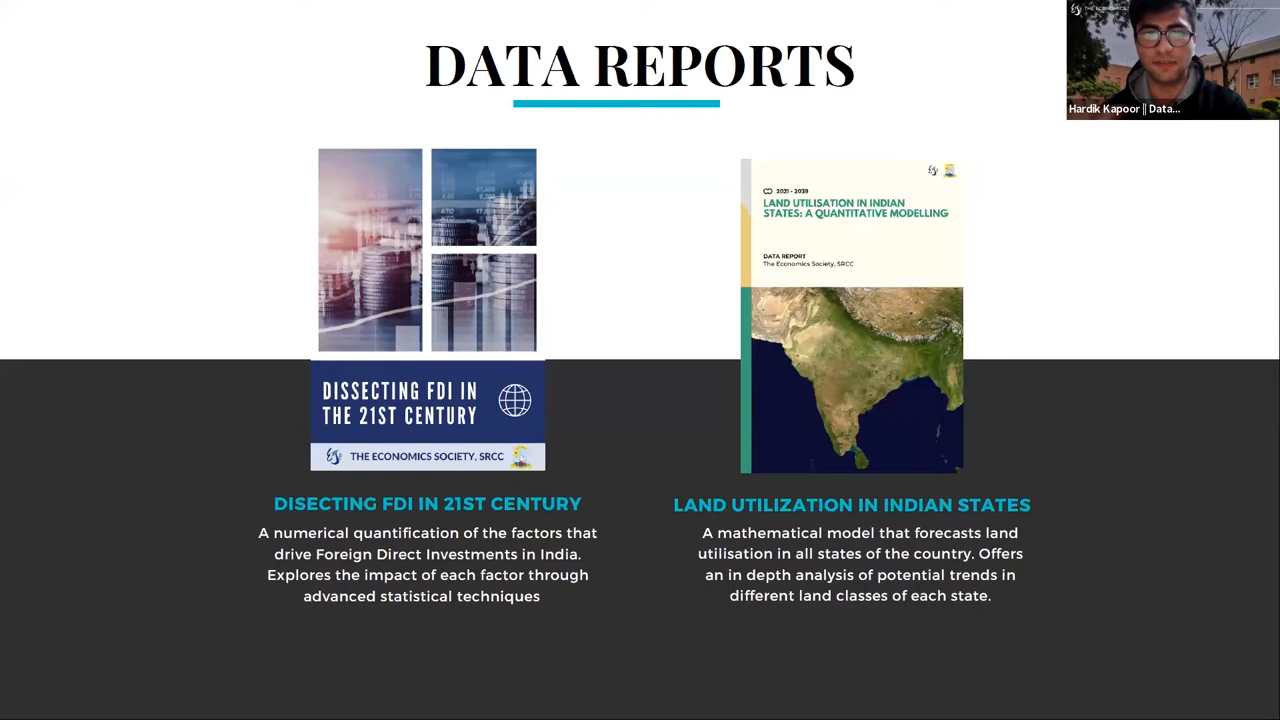 DATA REPORTS
THE ECONOMICS
Hardik Kapoor || Data...
DISSECTING FDI IN
THE 21ST CENTURY
THE ECONOMICS SOCIETY, SRCC
2021 - 2039
LAND UTILISATION IN INDIAN
STATES: A QUANTITATIVE MODELLING
DATA REPORT
The Economics Society, SRCC
DISECTING FDI IN 21ST CENTURY
A numerical quantification of the factors that
drive Foreign Direct Investments in India.
Explores the impact of each factor through
advanced statistical techniques
LAND UTILIZATION IN INDIAN STATES
A mathematical model that forecasts land
utilisation in all states of the country. Offers
an in depth analysis of potential trends in
different land classes of each state.